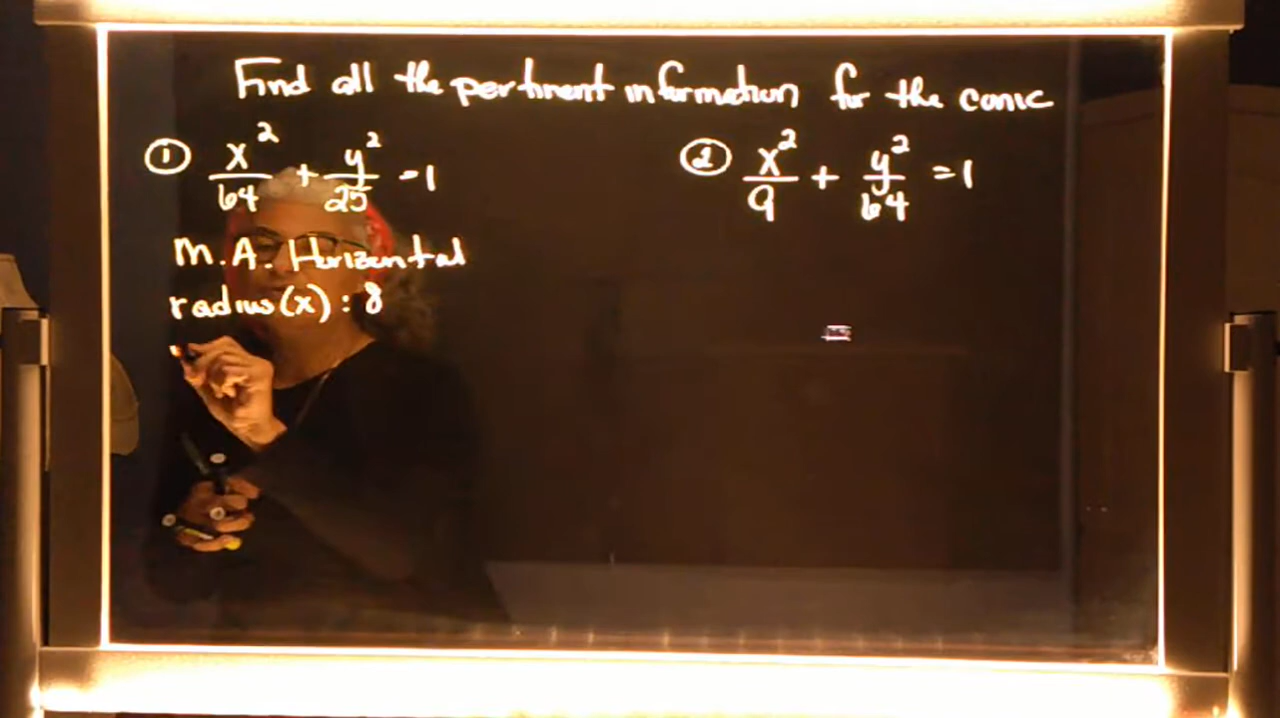 Find all the pertinent information for the conic
① x²/64 + y²/25 = 1
M.A. Horizontal
radius(x): 8
② x²/9 + y²/64 = 1